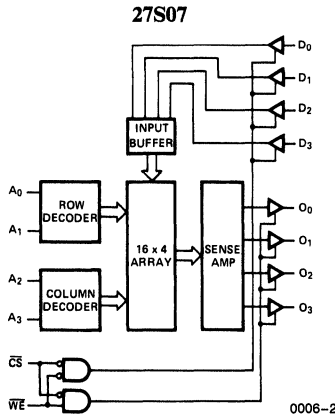 27S07
D0
D1
D2
D3
INPUT
BUFFER
A0
A1
ROW
DECODER
16 x 4
ARRAY
SENSE
AMP
O0
O1
O2
O3
A2
A3
COLUMN
DECODER
CS
WE
0006-2